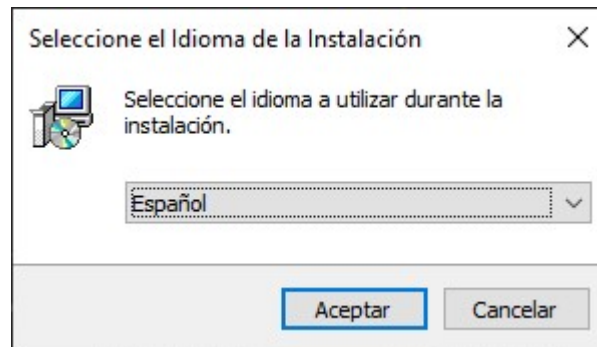 Seleccione el Idioma de la Instalación
Seleccione el idioma a utilizar durante la
instalación.
Español
Aceptar
Cancelar